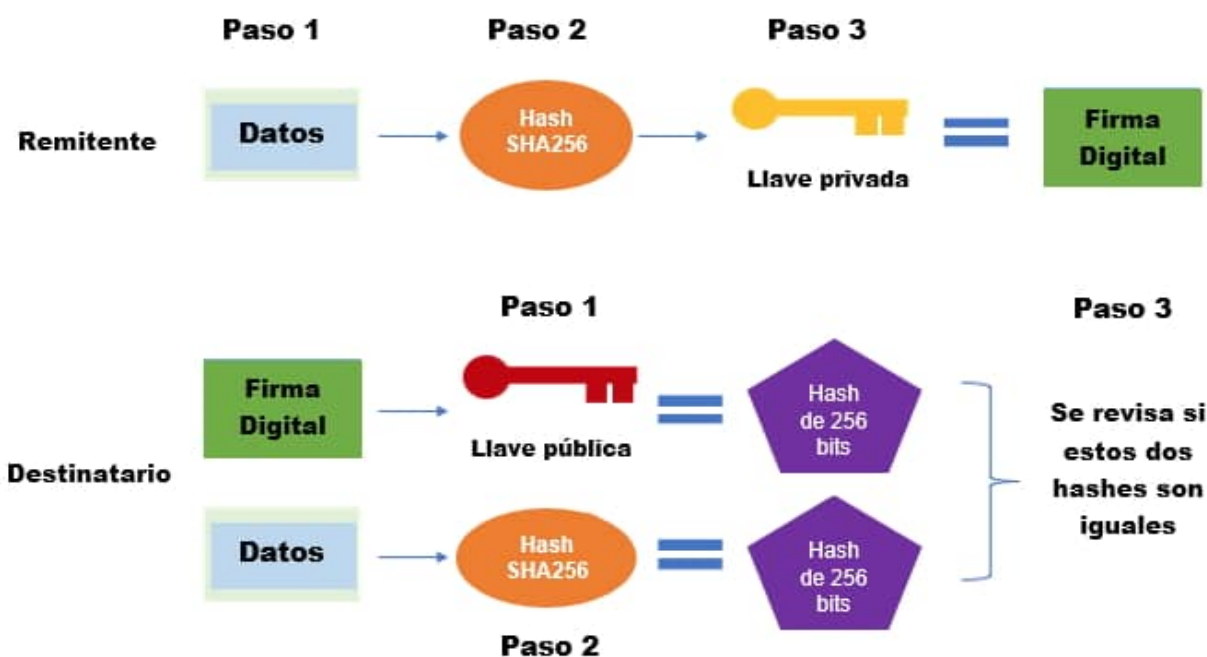 Paso 1
Paso 2
Paso 3
Remitente
Datos
Hash
SHA256
Llave privada
Firma
Digital
Paso 1
Paso 3
Destinatario
Firma
Digital
Llave pública
Hash
de 256
bits
Se revisa si
estos dos
hashes son
iguales
Datos
Hash
SHA256
Hash
de 256
bits
Paso 2